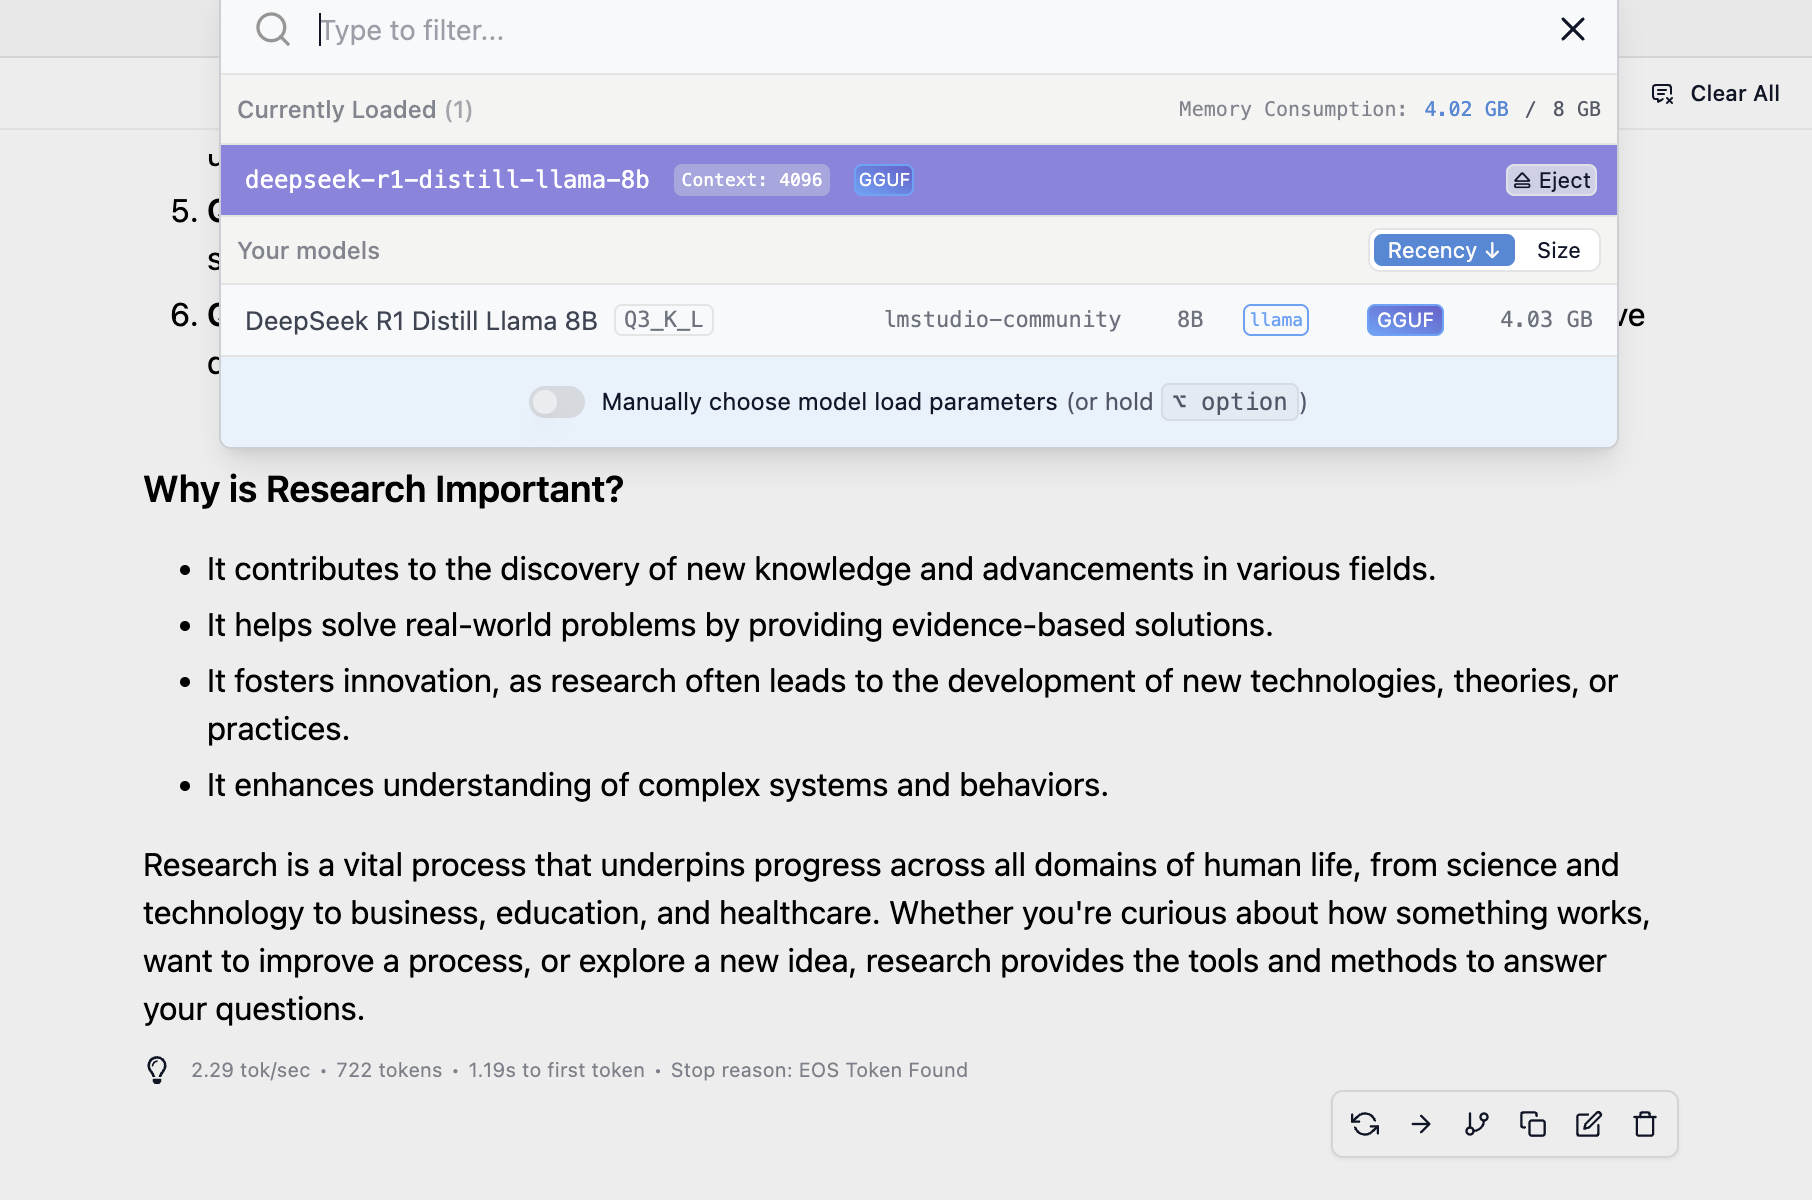 Type to filter...
Currently Loaded (1)
Memory Consumption: 4.02 GB / 8 GB
Clear All
deepseek-r1-distill-llama-8b
Context: 4096
GGUF
Eject
5.
Your models
Recency ↓
Size
6.
ve
DeepSeek R1 Distill Llama 8B
Q3_K_L
lmstudio-community
8B
llama
GGUF
4.03 GB
Manually choose model load parameters (or hold ⌥ option)
Why is Research Important?
• It contributes to the discovery of new knowledge and advancements in various fields.
• It helps solve real-world problems by providing evidence-based solutions.
• It fosters innovation, as research often leads to the development of new technologies, theories, or
practices.
• It enhances understanding of complex systems and behaviors.
Research is a vital process that underpins progress across all domains of human life, from science and
technology to business, education, and healthcare. Whether you're curious about how something works,
want to improve a process, or explore a new idea, research provides the tools and methods to answer
your questions.
2.29 tok/sec • 722 tokens • 1.19s to first token • Stop reason: EOS Token Found